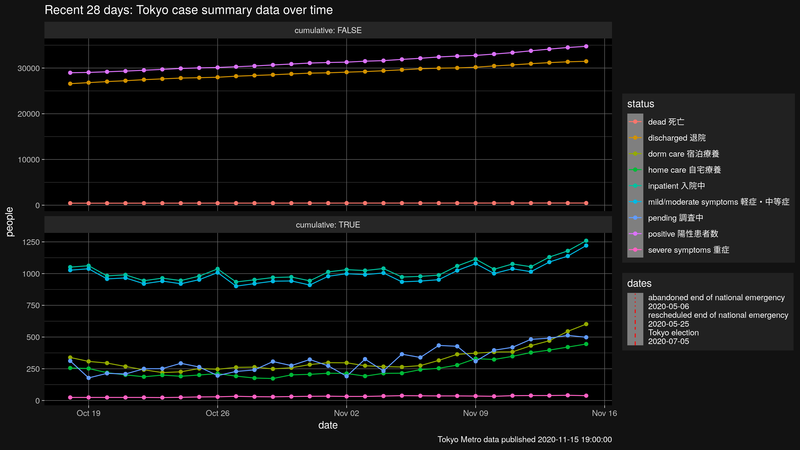 Recent 28 days: Tokyo case summary data over time
cumulative: FALSE
30000
20000
10000
0
cumulative: TRUE
1250
1000
750
500
250
0
people
Oct 19
Oct 26
Nov 02
Nov 09
Nov 16
date
Tokyo Metro data published 2020-11-15 19:00:00
status
dead 死亡
discharged 退院
dorm care 宿泊療養
home care 自宅療養
inpatient 入院中
mild/moderate symptoms 軽症・中等症
pending 調査中
positive 陽性患者数
severe symptoms 重症
dates
abandoned end of national emergency
2020-05-06
rescheduled end of national emergency
2020-05-25
Tokyo election
2020-07-05